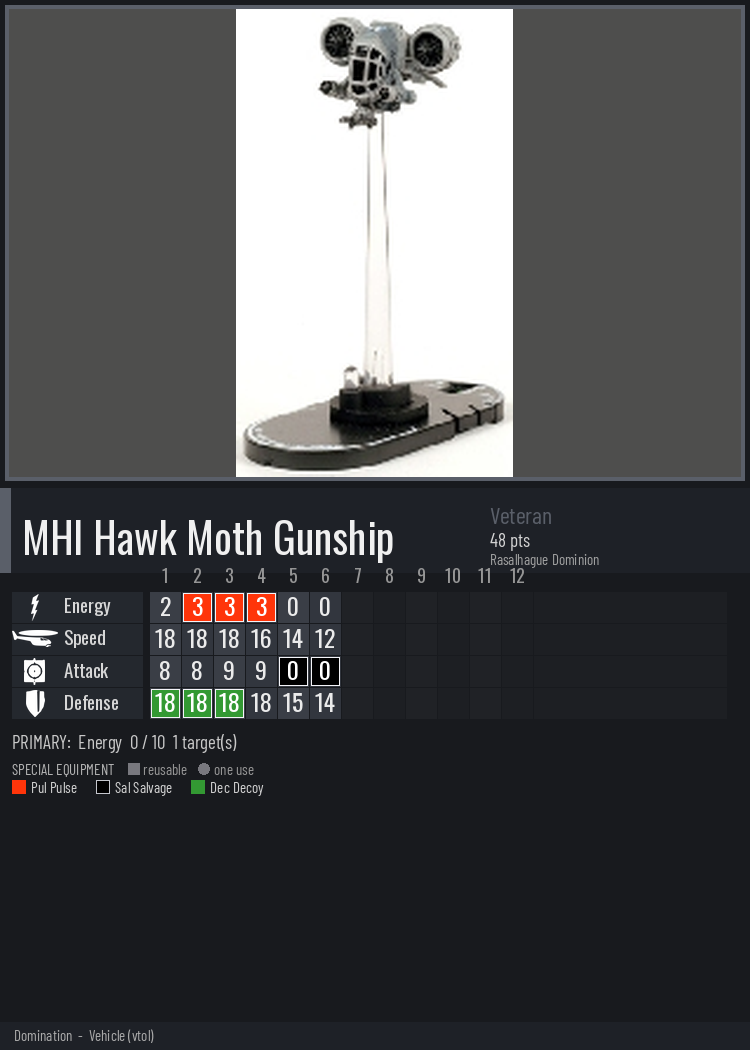 MHI Hawk Moth Gunship
Veteran
48 pts
Rasalhague Dominion
1 2 3 4 5 6 7 8 9 10 11 12
Energy 2 3 3 3 0 0
Speed 18 18 18 16 14 12
Attack 8 8 9 9 0 0
Defense 18 18 18 18 15 14
PRIMARY: Energy 0 / 10 1 target(s)
SPECIAL EQUIPMENT reusable one use
Pul Pulse Sal Salvage Dec Decoy
Domination - Vehicle (vtol)